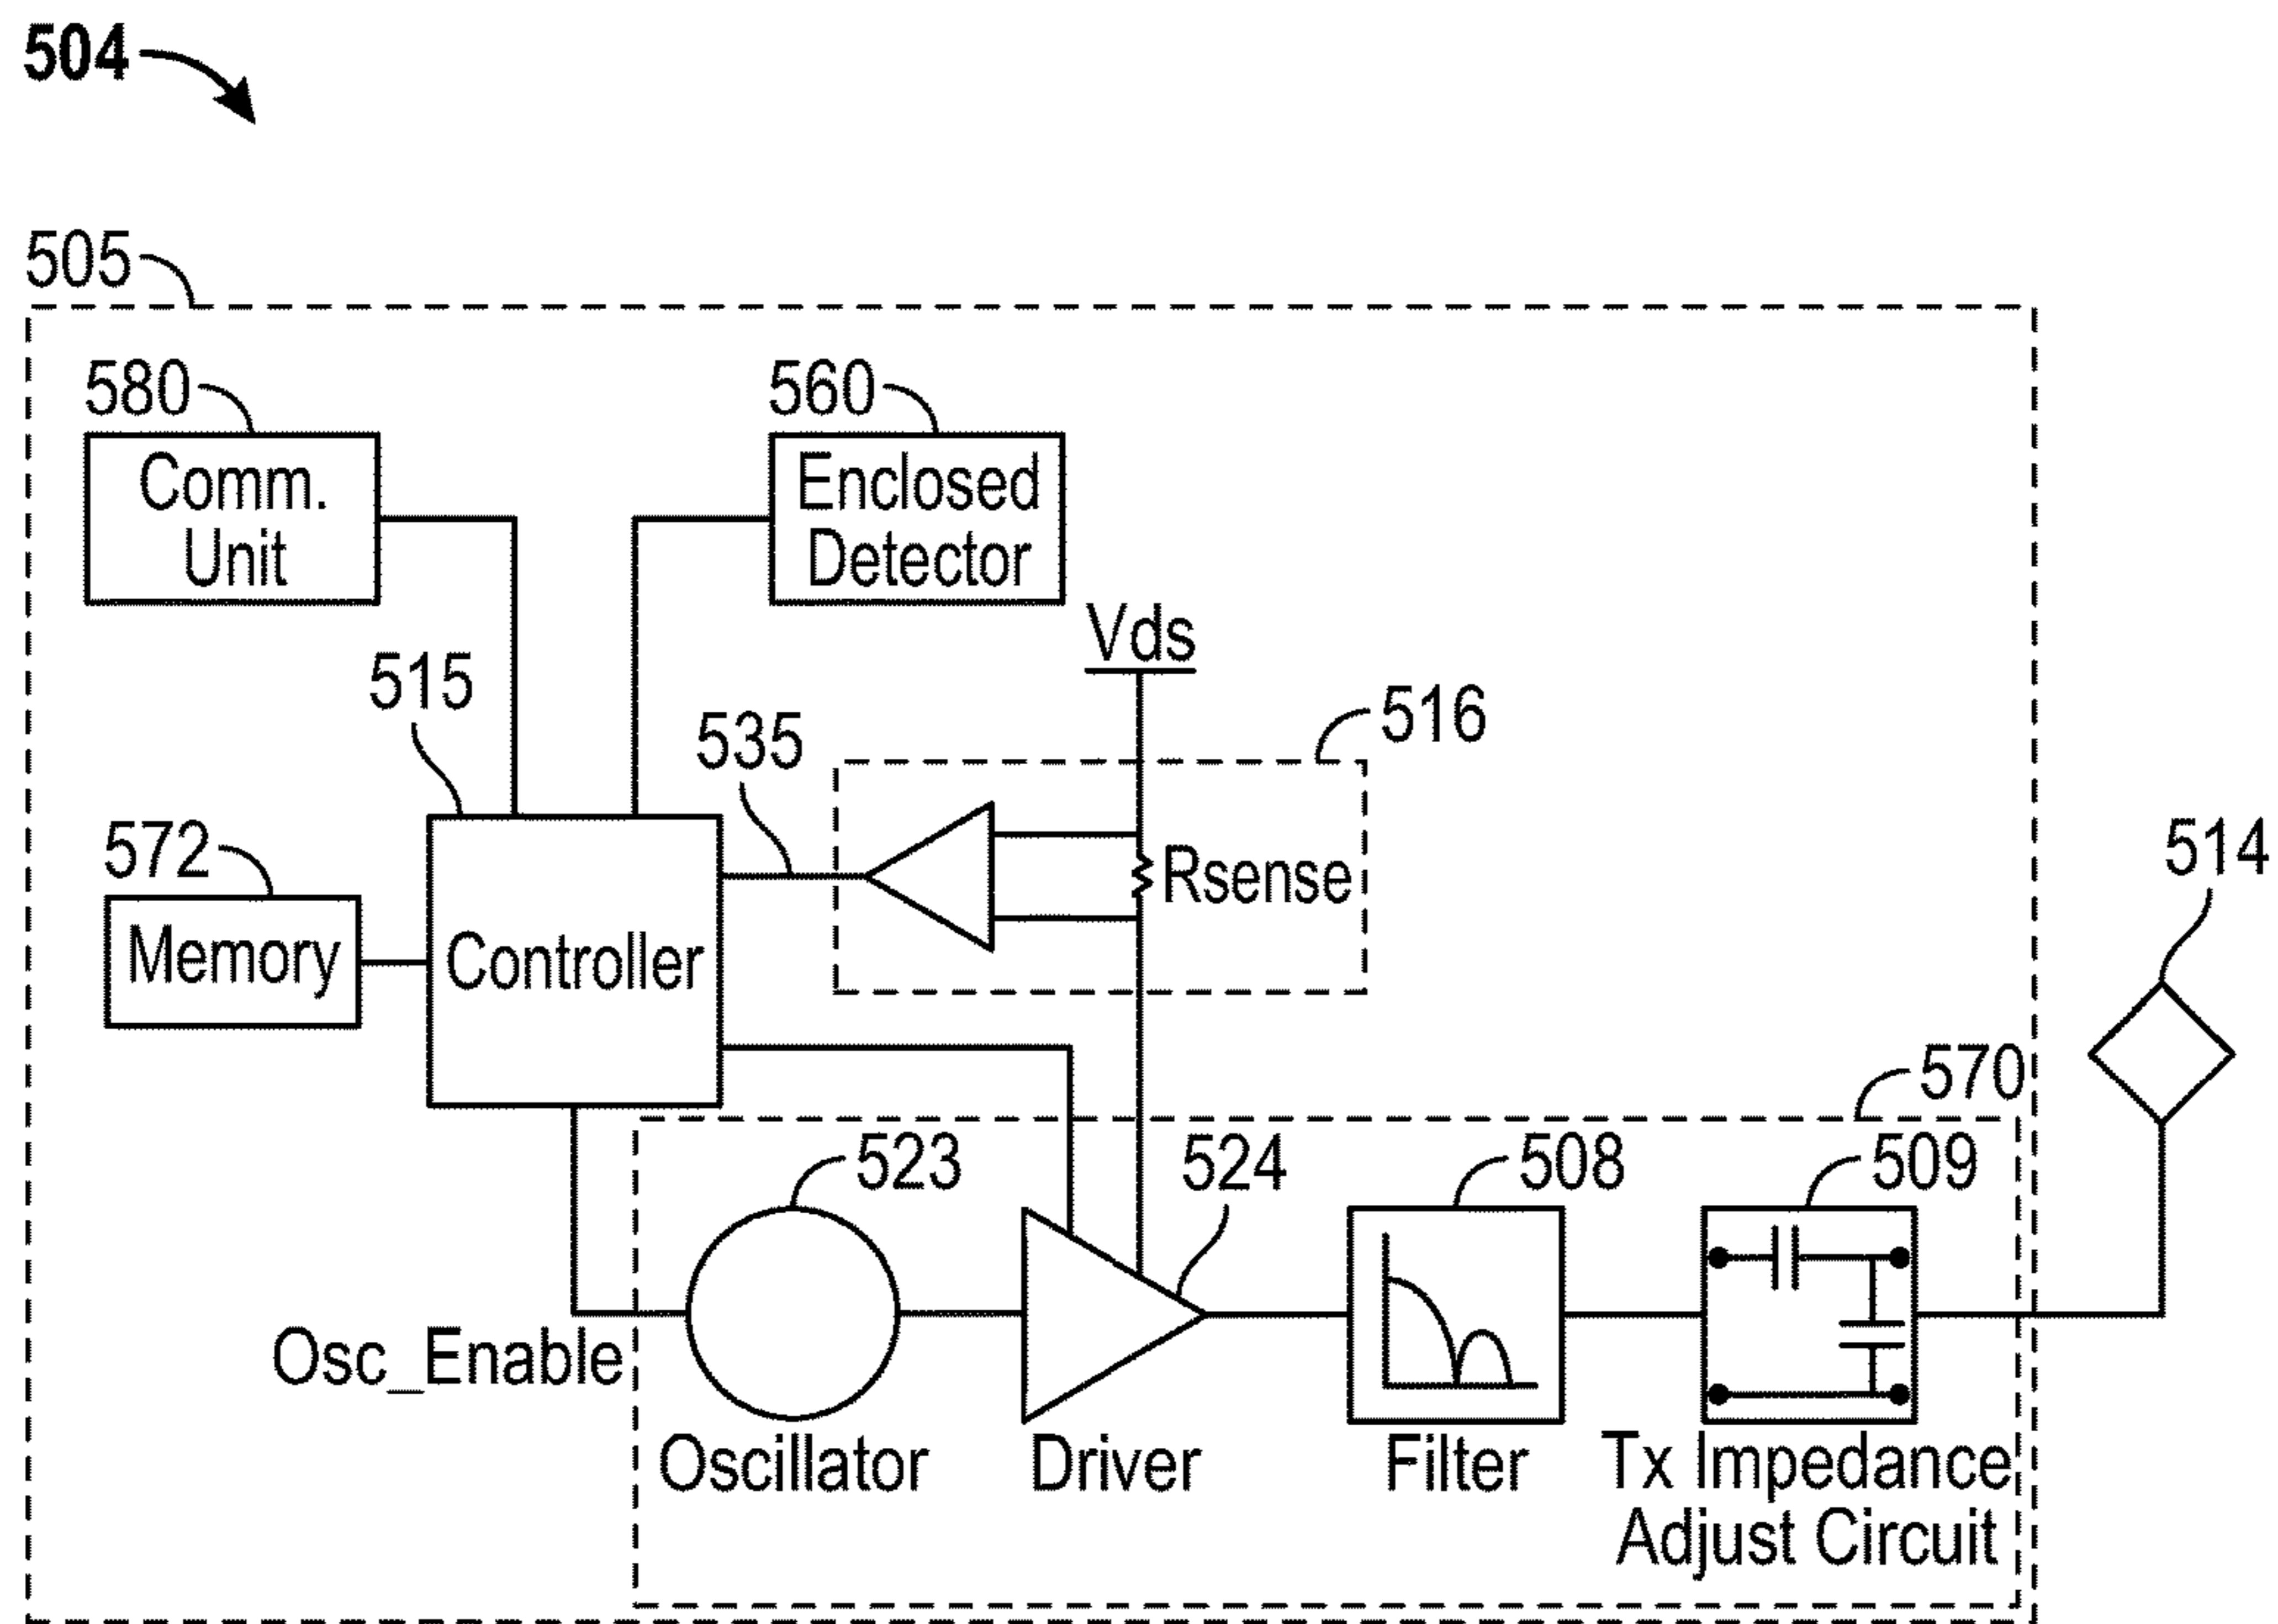 504
505
580
560
Comm.
Unit
Enclosed
Detector
Vds
515
535
516
572
Memory
Controller
Rsense
514
570
523
524
508
509
Osc_Enable
Oscillator
Driver
Filter
Tx Impedance
Adjust Circuit